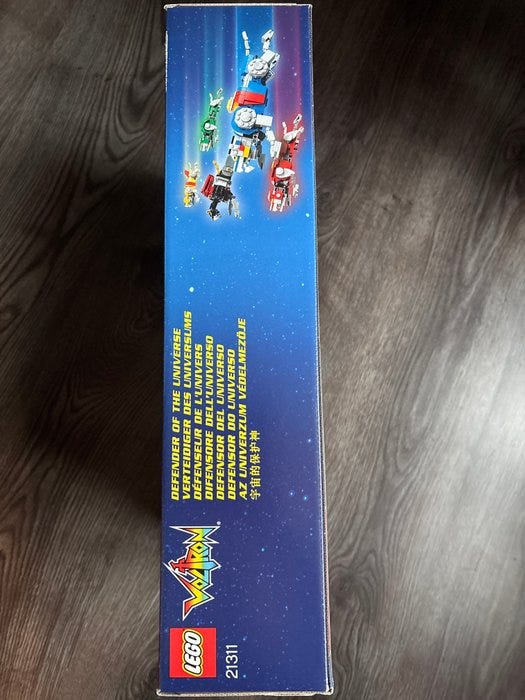 LEGO
21311
VOLTRON
DEFENDER OF THE UNIVERSE
VERTEIDIGER DES UNIVERSUMS
DÉFENSEUR DE L'UNIVERS
DIFENSORE DELL'UNIVERSO
DEFENSOR DEL UNIVERSO
DEFENSOR DO UNIVERSO
AZ UNIVERZUM VÉDELMEZŐJE
宇宙的保护神